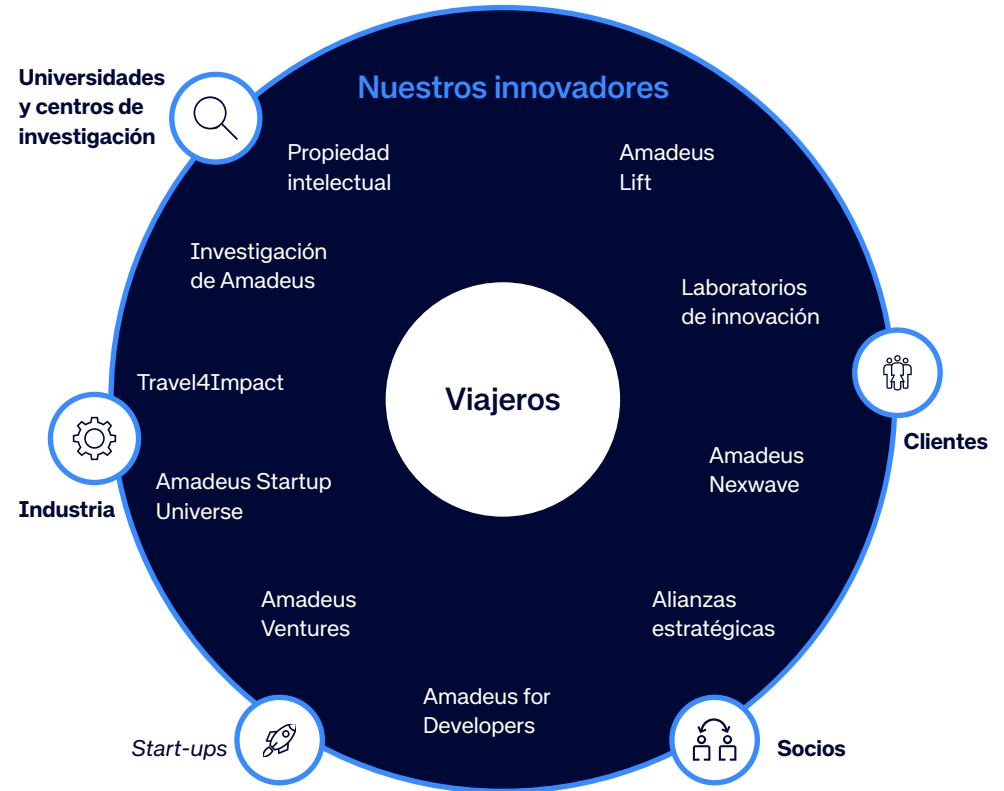 Universidades
y centros de
investigación
Nuestros innovadores
Propiedad
intelectual
Amadeus
Lift
Investigación
de Amadeus
Laboratorios
de innovación
Travel4Impact
Viajeros
Clientes
Amadeus
Nexwave
Amadeus Startup
Universe
Industria
Amadeus
Ventures
Alianzas
estratégicas
Amadeus for
Developers
Start-ups
Socios